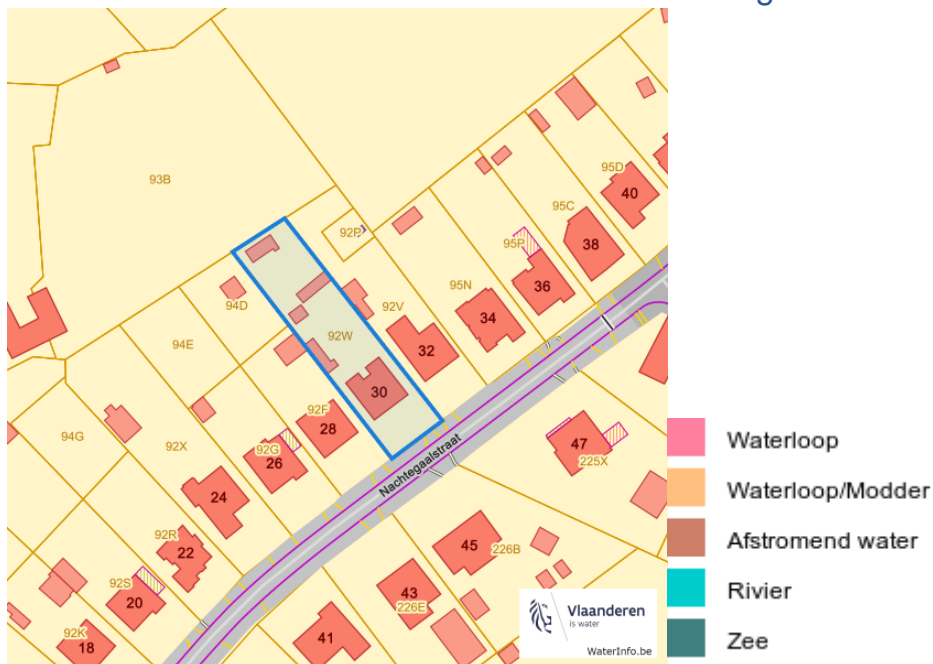 93B
92P
95D
40
95C
38
95P
36
95N
34
92V
32
94D
92W
30
94E
92F
28
92G
26
92X
94G
24
92R
22
92S
20
92K
18
47
225X
45
226B
43
226E
41
Nachtegaalstraat
Vlaanderen
is water
WaterInfo.be
Waterloop
Waterloop/Modder
Afstromend water
Rivier
Zee